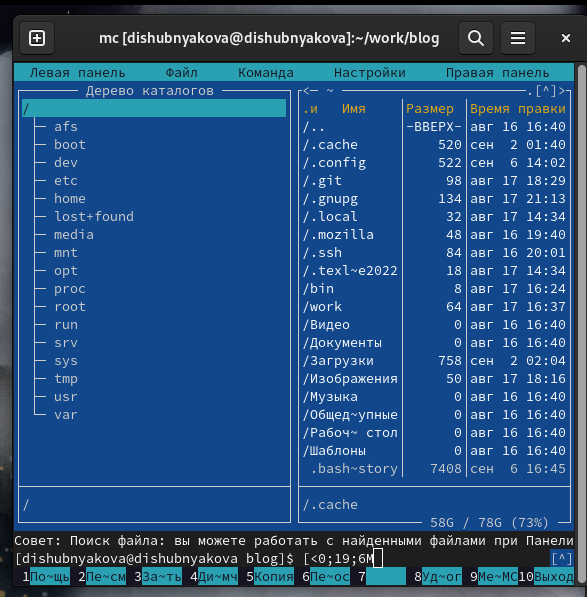 mc [dishubnyakova@dishubnyakova]:~/work/blog
Левая панель Файл Команда Настройки Правая панель
Дерево каталогов
/
afs
boot
dev
etc
home
lost+found
media
mnt
opt
proc
root
run
srv
sys
tmp
usr
var
/
<─ ~ .[^]>
.и Имя Размер Время правки
/.. -ВВЕРХ- авг 16 16:40
/.cache 520 сен 2 01:40
/.config 522 сен 6 14:02
/.git 98 авг 17 18:29
/.gnupg 134 авг 17 21:13
/.local 32 авг 17 14:34
/.mozilla 48 авг 16 19:40
/.ssh 84 авг 16 20:01
/.texl~e2022 18 авг 17 14:34
/bin 8 авг 17 16:24
/work 64 авг 17 16:37
/Видео 0 авг 16 16:40
/Документы 0 авг 16 16:40
/Загрузки 758 сен 2 02:04
/Изображения 50 авг 17 18:16
/Музыка 0 авг 16 16:40
/Общед~упные 0 авг 16 16:40
/Рабоч~ стол 0 авг 16 16:40
/Шаблоны 0 авг 16 16:40
.bash~story 7408 сен 6 16:45
/.cache
58G / 78G (73%)
Совет: Поиск файла: вы можете работать с найденными файлами при Панели
[dishubnyakova@dishubnyakova blog]$ [<0;19;6M [^]
1По~щь 2Пе~см 3За~ть 4Ди~мч 5Копия 6Пе~ос 7 8Уд~ог 9Ме~МС 10Выход